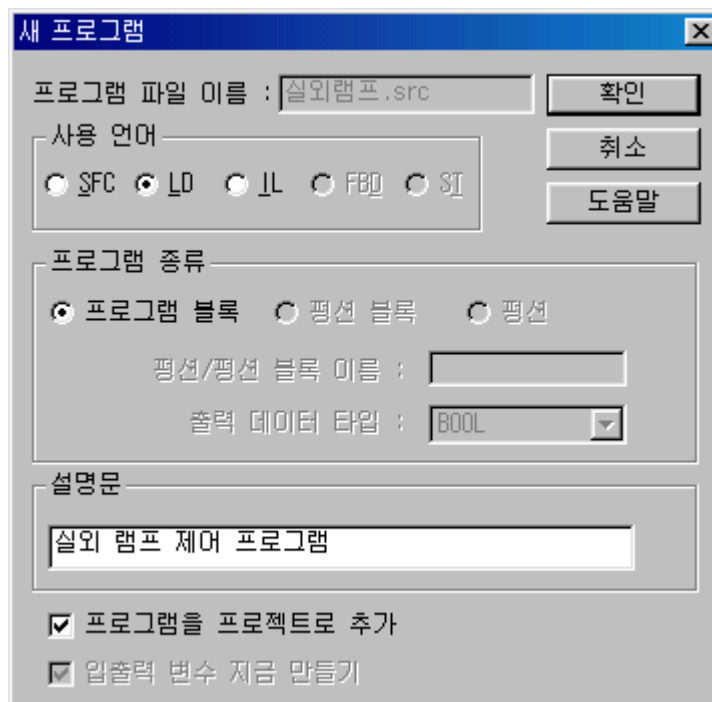 새 프로그램
프로그램 파일 이름 : 실외램프.src
확인
사용 언어
취소
SFC LD IL FBD ST
도움말
프로그램 종류
프로그램 블록 펑션 블록 펑션
펑션/펑션 블록 이름 :
출력 데이터 타입 : BOOL
설명문
실외 램프 제어 프로그램
프로그램을 프로젝트로 추가
입출력 변수 지금 만들기